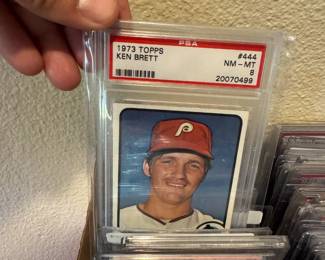 PSA
1973 TOPPS #444
KEN BRETT NM - MT
8
20070499
P